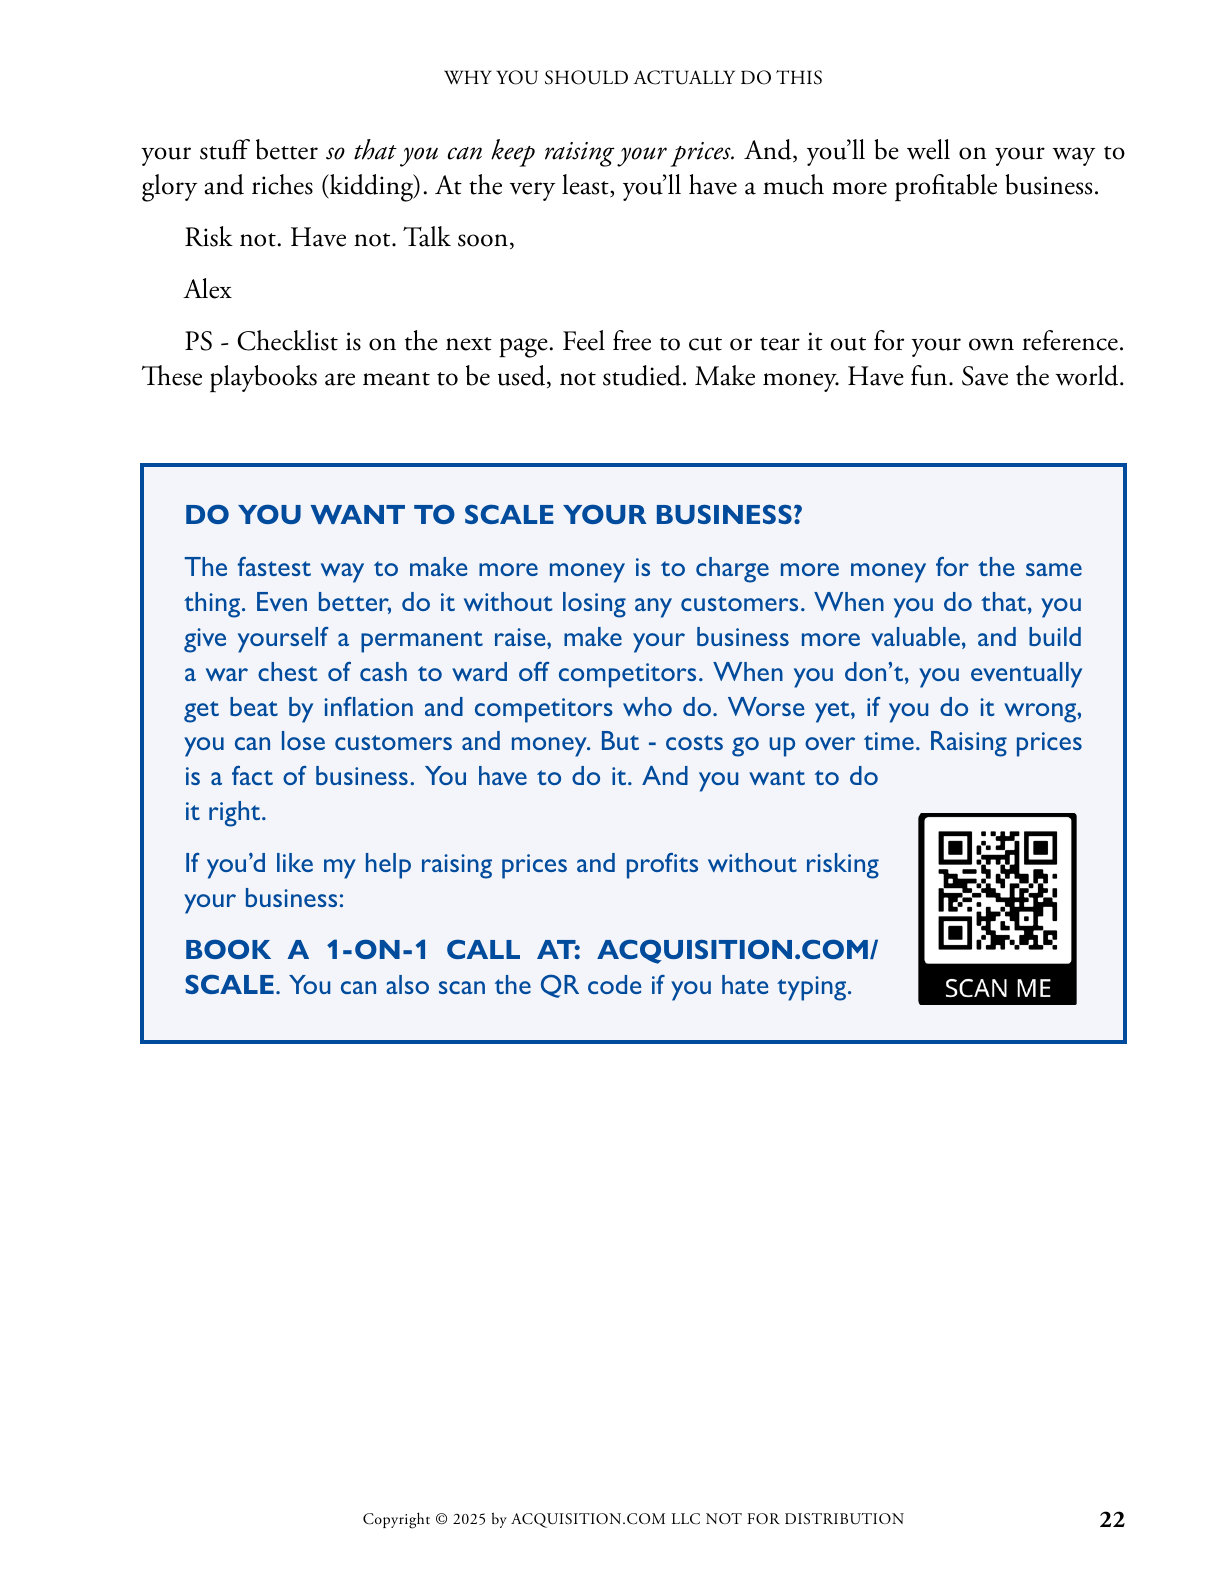 WHY YOU SHOULD ACTUALLY DO THIS
your stuff better so that you can keep raising your prices. And, you’ll be well on your way to
glory and riches (kidding). At the very least, you’ll have a much more profitable business.
Risk not. Have not. Talk soon,
Alex
PS - Checklist is on the next page. Feel free to cut or tear it out for your own reference.
These playbooks are meant to be used, not studied. Make money. Have fun. Save the world.
DO YOU WANT TO SCALE YOUR BUSINESS?
The fastest way to make more money is to charge more money for the same
thing. Even better, do it without losing any customers. When you do that, you
give yourself a permanent raise, make your business more valuable, and build
a war chest of cash to ward off competitors. When you don’t, you eventually
get beat by inflation and competitors who do. Worse yet, if you do it wrong,
you can lose customers and money. But - costs go up over time. Raising prices
is a fact of business. You have to do it. And you want to do
it right.
If you’d like my help raising prices and profits without risking
your business:
BOOK A 1-ON-1 CALL AT: ACQUISITION.COM/
SCALE. You can also scan the QR code if you hate typing.
SCAN ME
Copyright © 2025 by ACQUISITION.COM LLC NOT FOR DISTRIBUTION
22